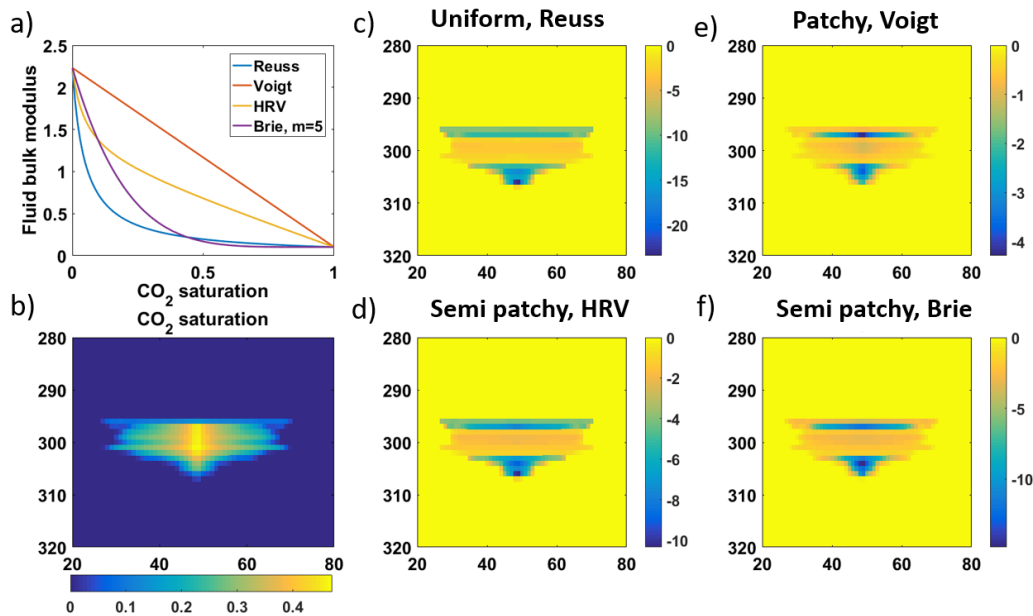 a)
2.5
2
1.5
1
0.5
0
Fluid bulk modulus
Reuss
Voigt
HRV
Brie, m=5
0 0.5 1
CO2 saturation
b)
CO2 saturation
280
290
300
310
320
20 40 60 80
0 0.1 0.2 0.3 0.4
c)
Uniform, Reuss
280
290
300
310
320
20 40 60 80
0
-5
-10
-15
-20
d)
Semi patchy, HRV
280
290
300
310
320
20 40 60 80
0
-2
-4
-6
-8
-10
e)
Patchy, Voigt
280
290
300
310
320
20 40 60 80
0
-1
-2
-3
-4
f)
Semi patchy, Brie
280
290
300
310
320
20 40 60 80
0
-5
-10